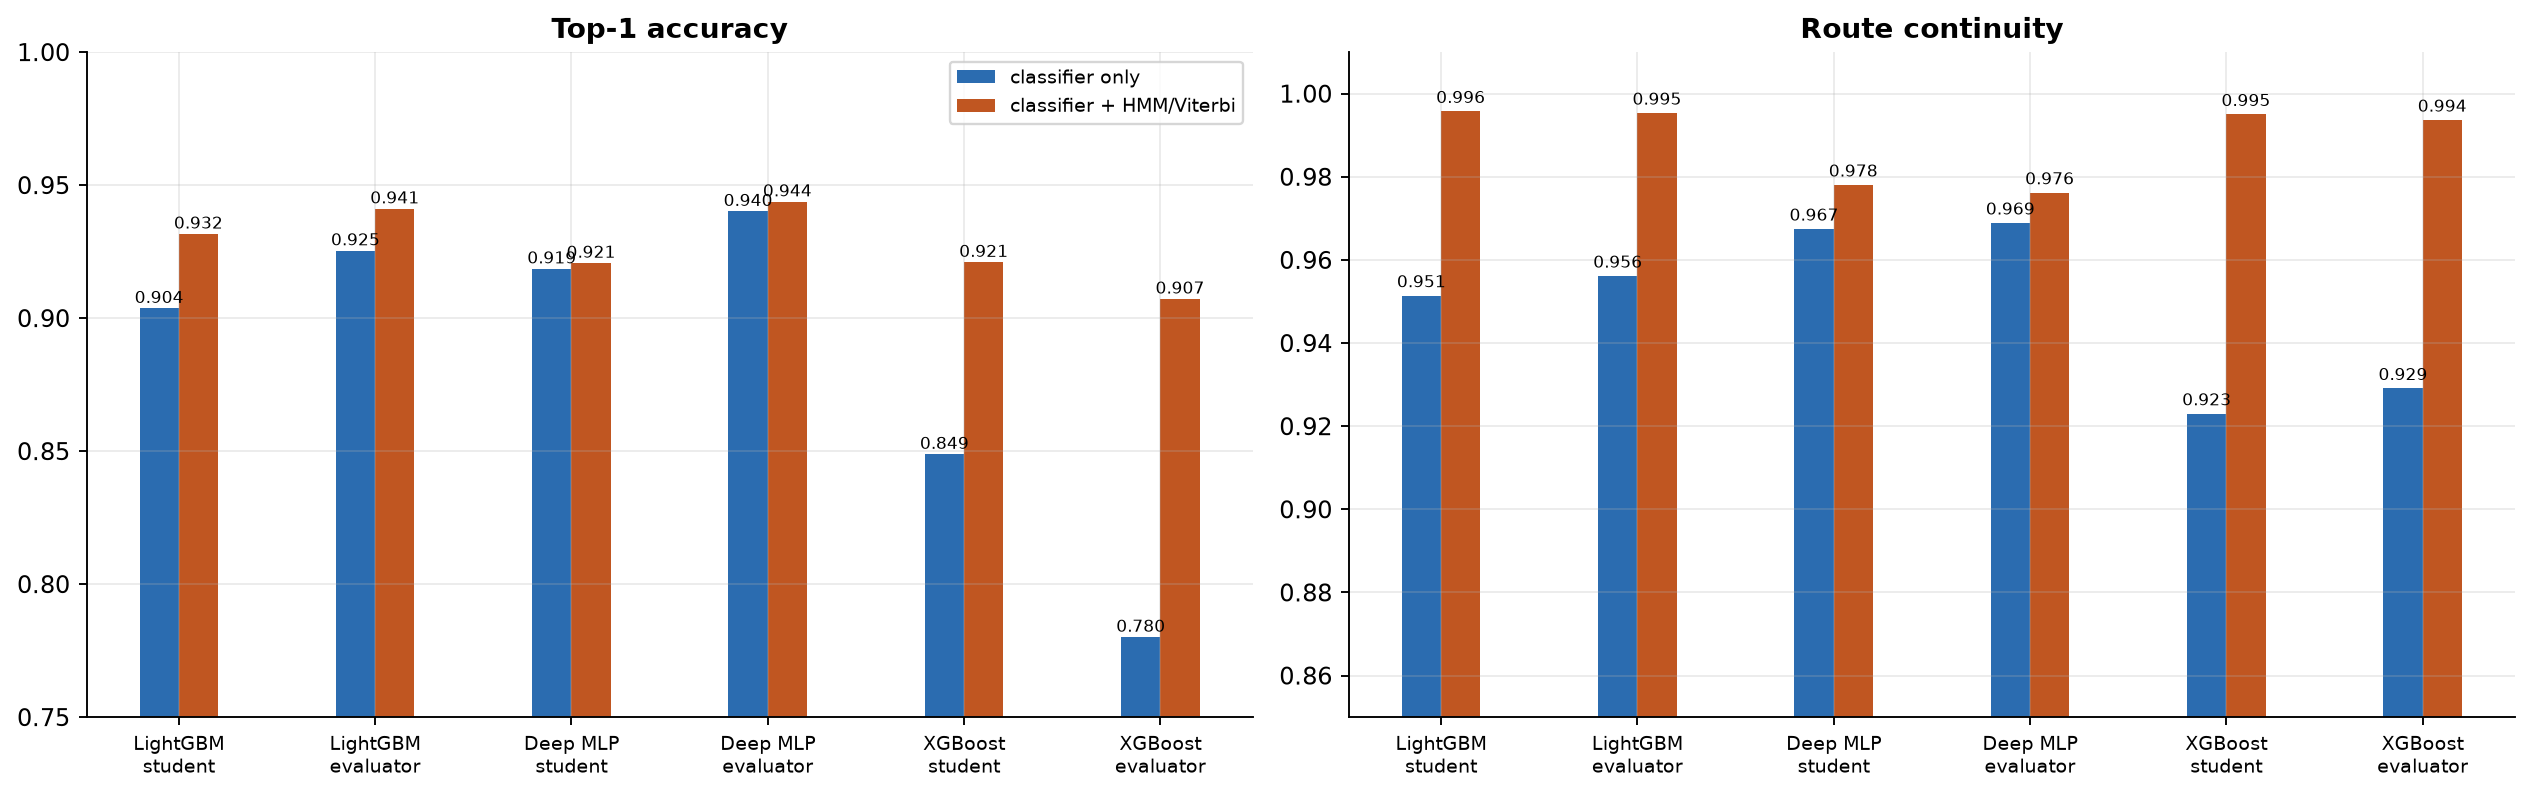 Top-1 accuracy
1.00
0.95
0.90
0.85
0.80
0.75
classifier only
classifier + HMM/Viterbi
0.904
0.932
0.925
0.941
0.919
0.921
0.940
0.944
0.849
0.921
0.780
0.907
LightGBM
student
LightGBM
evaluator
Deep MLP
student
Deep MLP
evaluator
XGBoost
student
XGBoost
evaluator
Route continuity
1.00
0.98
0.96
0.94
0.92
0.90
0.88
0.86
0.951
0.996
0.956
0.995
0.967
0.978
0.969
0.976
0.923
0.995
0.929
0.994
LightGBM
student
LightGBM
evaluator
Deep MLP
student
Deep MLP
evaluator
XGBoost
student
XGBoost
evaluator